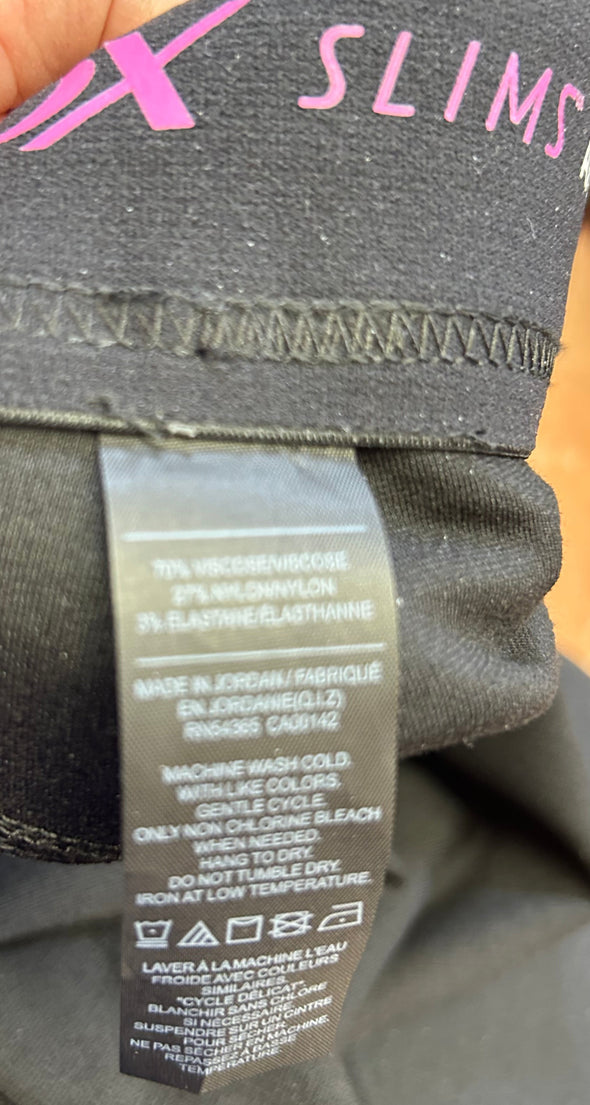 X SLIMS
70% VISCOSE/VISCOSE
27% NYLON/NYLON
3% ELASTANE/ÉLASTHANNE
MADE IN JORDAN / FABRIQUÉ
EN JORDANIE(Q.I.Z)
RN54365 CA00142
MACHINE WASH COLD.
WITH LIKE COLORS.
GENTLE CYCLE.
ONLY NON CHLORINE BLEACH
WHEN NEEDED.
HANG TO DRY.
DO NOT TUMBLE DRY.
IRON AT LOW TEMPERATURE.
LAVER À LA MACHINE L'EAU
FROIDE AVEC COULEURS
SIMILAIRES.
"CYCLE DÉLICAT".
BLANCHIR SANS CHLORE
SI NÉCESSAIRE.
SUSPENDRE SUR UN CINTRE
POUR SÉCHER.
NE PAS SÉCHER EN MACHINE.
REPASSEZ À BASSE
TEMPÉRATURE.